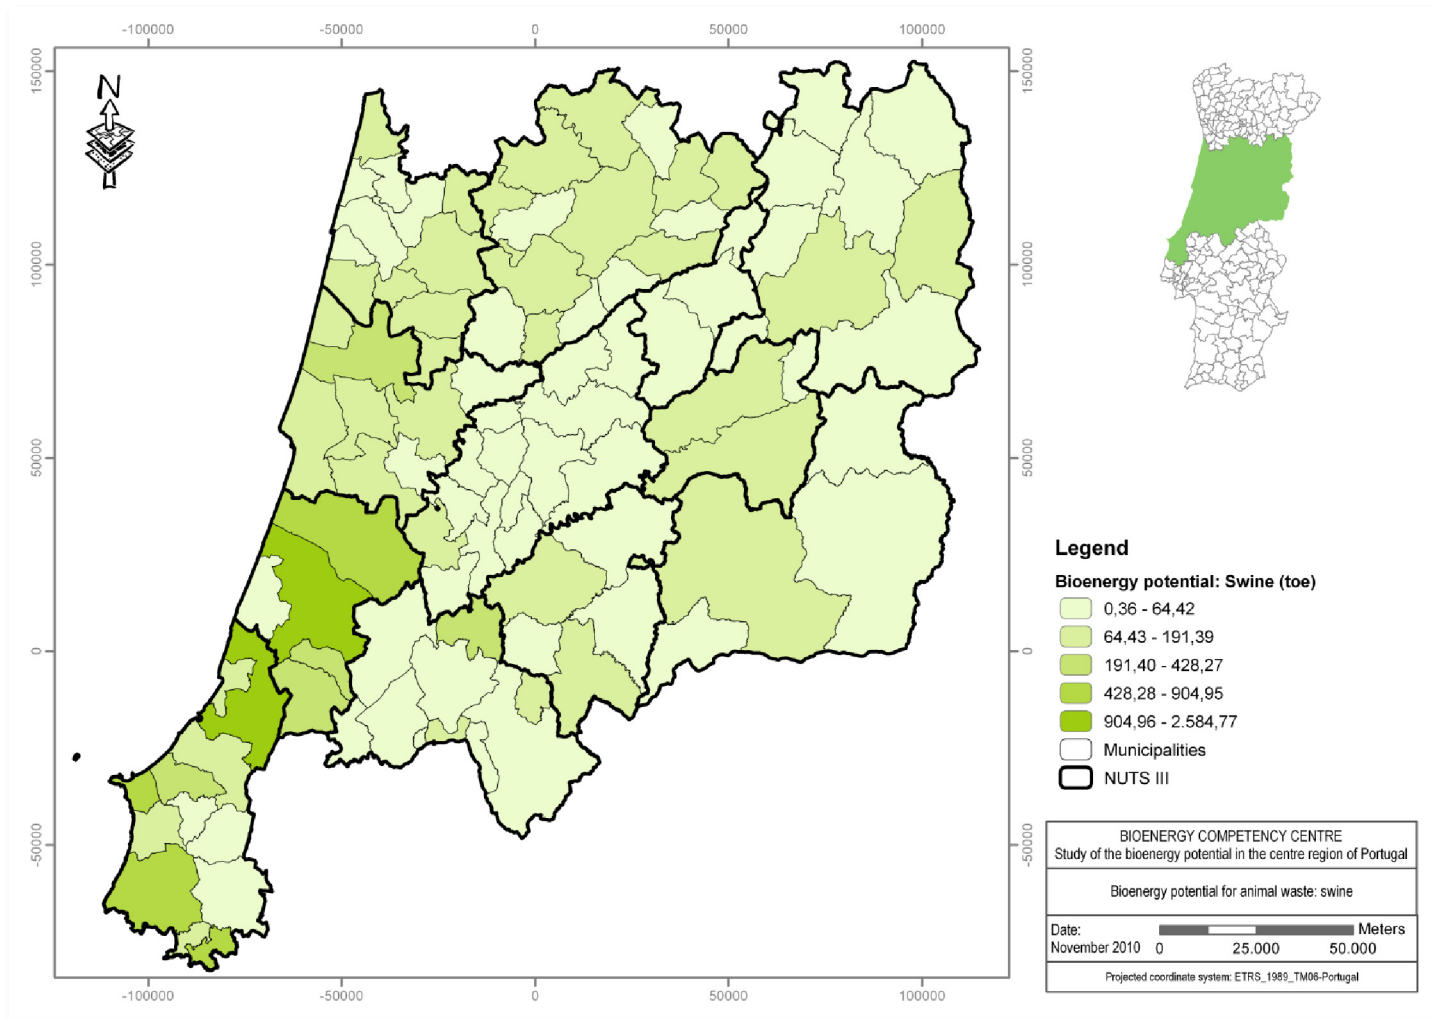 -100000
-50000
0
50000
100000
150000
100000
50000
0
-50000
N
150000
100000
50000
0
-50000
-100000
-50000
0
50000
100000
Legend
Bioenergy potential: Swine (toe)
0,36 - 64,42
64,43 - 191,39
191,40 - 428,27
428,28 - 904,95
904,96 - 2.584,77
Municipalities
NUTS III
BIOENERGY COMPETENCY CENTRE
Study of the bioenergy potential in the centre region of Portugal
Bioenergy potential for animal waste: swine
Date:
November 2010
Meters
0
25.000
50.000
Projected coordinate system: ETRS_1989_TM06-Portugal